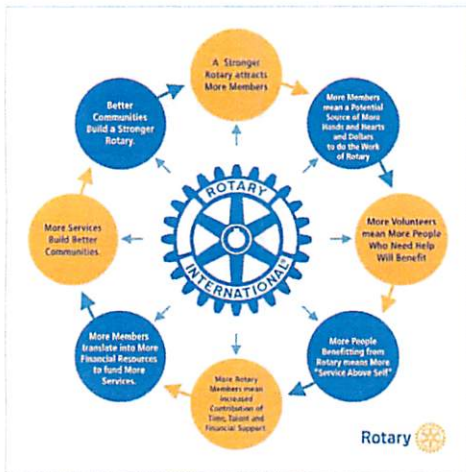 A Stronger
Rotary attracts
More Members
More Members
mean a Potential
Source of More
Hands and Hearts
and Dollars
to do the Work
of Rotary
More Volunteers
mean More People
Who Need Help
Will Benefit
More People
Benefitting from
Rotary means More
"Service Above Self"
More Rotary
Members mean
increased
Contribution of
Time, Talent and
Financial Support
More Members
translate into More
Financial Resources
to fund More
Services.
More Services
Build Better
Communities.
Better
Communities
Build a Stronger
Rotary.
ROTARY
INTERNATIONAL®
Rotary